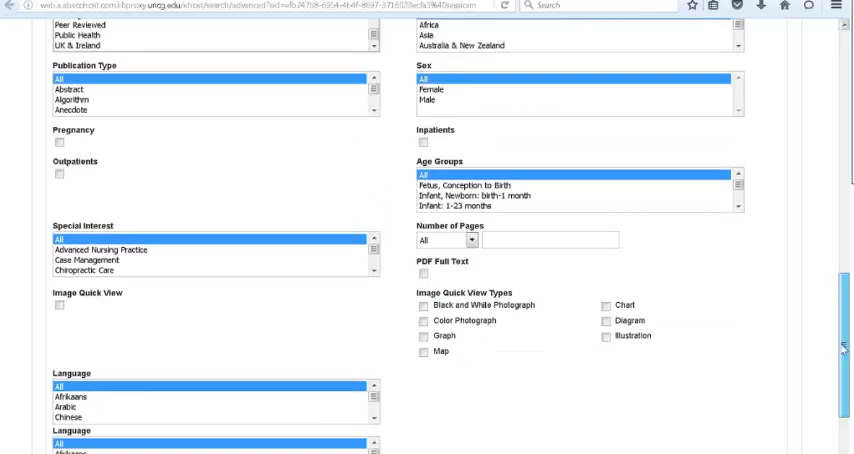 Search
Peer Reviewed
Public Health
UK & Ireland
Africa
Asia
Australia & New Zealand
Publication Type
All
Abstract
Algorithm
Anecdote
Sex
All
Female
Male
Pregnancy
Inpatients
Outpatients
Age Groups
All
Fetus, Conception to Birth
Infant, Newborn: birth-1 month
Infant: 1-23 months
Special Interest
All
Advanced Nursing Practice
Case Management
Chiropractic Care
Number of Pages
All
PDF Full Text
Image Quick View
Image Quick View Types
Black and White Photograph
Chart
Color Photograph
Diagram
Graph
Illustration
Map
Language
All
Afrikaans
Arabic
Chinese
Language
All